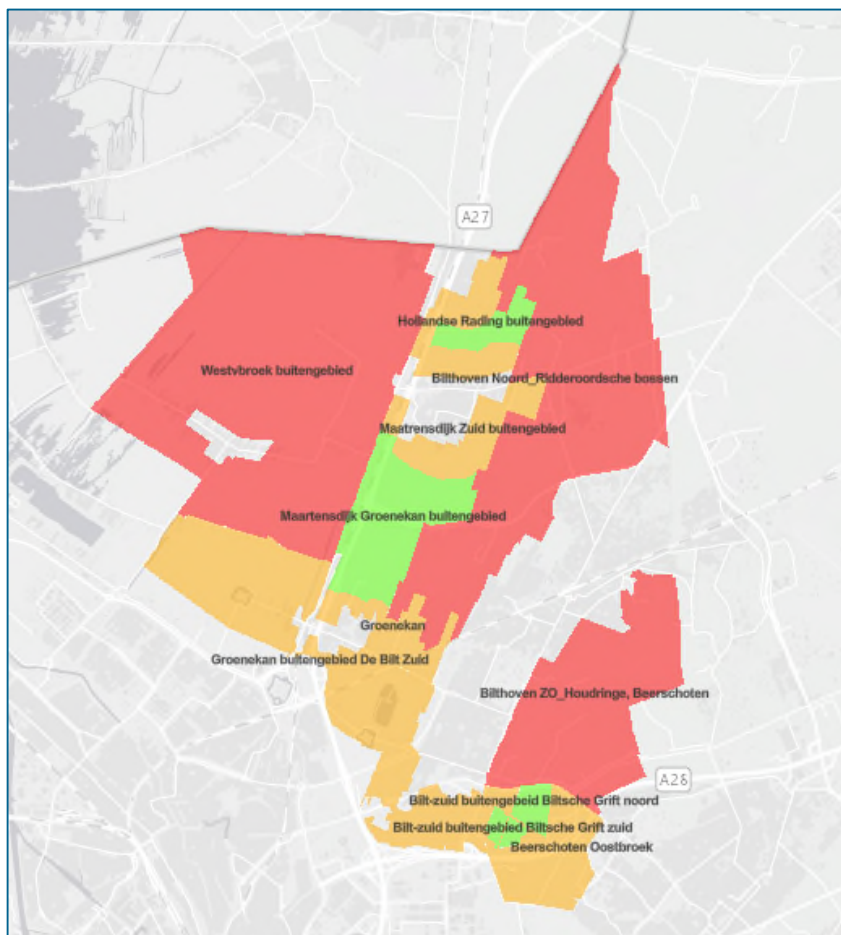 A27
Hollandse Rading buitengebied
Westvbroek buitengebied
Bilthoven Noord_Ridderoordsche bossen
Maatrensdijk Zuid buitengebied
Maartensdijk Groenekan buitengebied
Groenekan
Groenekan buitengebied De Bilt Zuid
Bilthoven ZO_Houdringe, Beerschoten
A28
Bilt-zuid buitengebeid Biltsche Grift noord
Bilt-zuid buitengebied Biltsche Grift zuid
Beerschoten Oostbroek